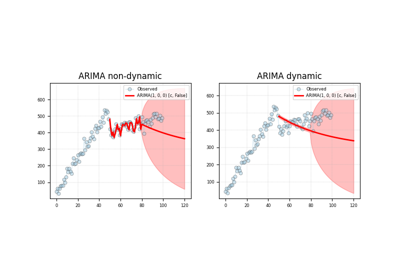 ARIMA non-dynamic
Observed
ARIMA(1, 0, 0) [c, False]
600
500
400
300
200
100
0 20 40 60 80 100 120
ARIMA dynamic
Observed
ARIMA(1, 0, 0) [c, False]
600
500
400
300
200
100
0 20 40 60 80 100 120